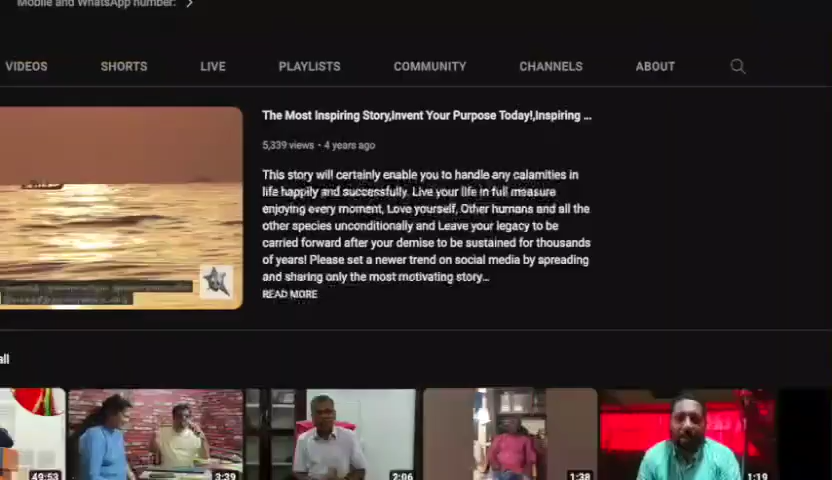 Mobile and WhatsApp number:
VIDEOS SHORTS LIVE PLAYLISTS COMMUNITY CHANNELS ABOUT
The Most Inspiring Story,Invent Your Purpose Today!,Inspiring ...
5,339 views • 4 years ago
This story will certainly enable you to handle any calamities in
life happily and successfully. Live your life in full measure
enjoying every moment, Love yourself, Other humans and all the
other species unconditionally and Leave your legacy to be
carried forward after your demise to be sustained for thousands
of years! Please set a newer trend on social media by spreading
and sharing only the most motivating story...
READ MORE
all
49:53 3:39 2:06 1:38 1:19